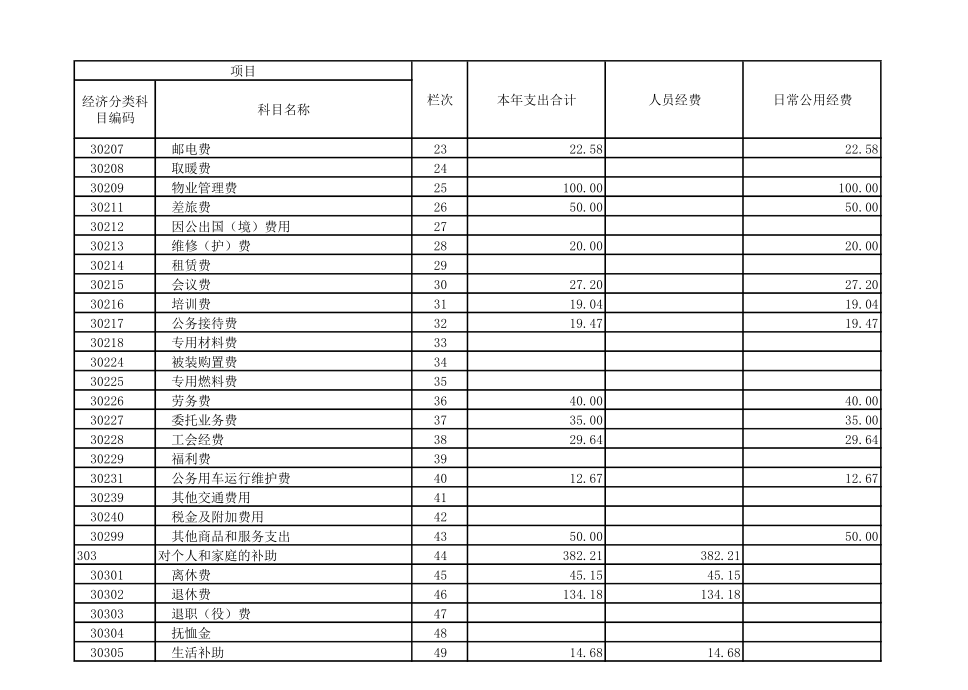 项目
经济分类科
目编码
科目名称
栏次
本年支出合计
人员经费
日常公用经费
30207 邮电费 23 22.58 22.58
30208 取暖费 24
30209 物业管理费 25 100.00 100.00
30211 差旅费 26 50.00 50.00
30212 因公出国（境）费用 27
30213 维修（护）费 28 20.00 20.00
30214 租赁费 29
30215 会议费 30 27.20 27.20
30216 培训费 31 19.04 19.04
30217 公务接待费 32 19.47 19.47
30218 专用材料费 33
30224 被装购置费 34
30225 专用燃料费 35
30226 劳务费 36 40.00 40.00
30227 委托业务费 37 35.00 35.00
30228 工会经费 38 29.64 29.64
30229 福利费 39
30231 公务用车运行维护费 40 12.67 12.67
30239 其他交通费用 41
30240 税金及附加费用 42
30299 其他商品和服务支出 43 50.00 50.00
303 对个人和家庭的补助 44 382.21 382.21
30301 离休费 45 45.15 45.15
30302 退休费 46 134.18 134.18
30303 退职（役）费 47
30304 抚恤金 48
30305 生活补助 49 14.68 14.68